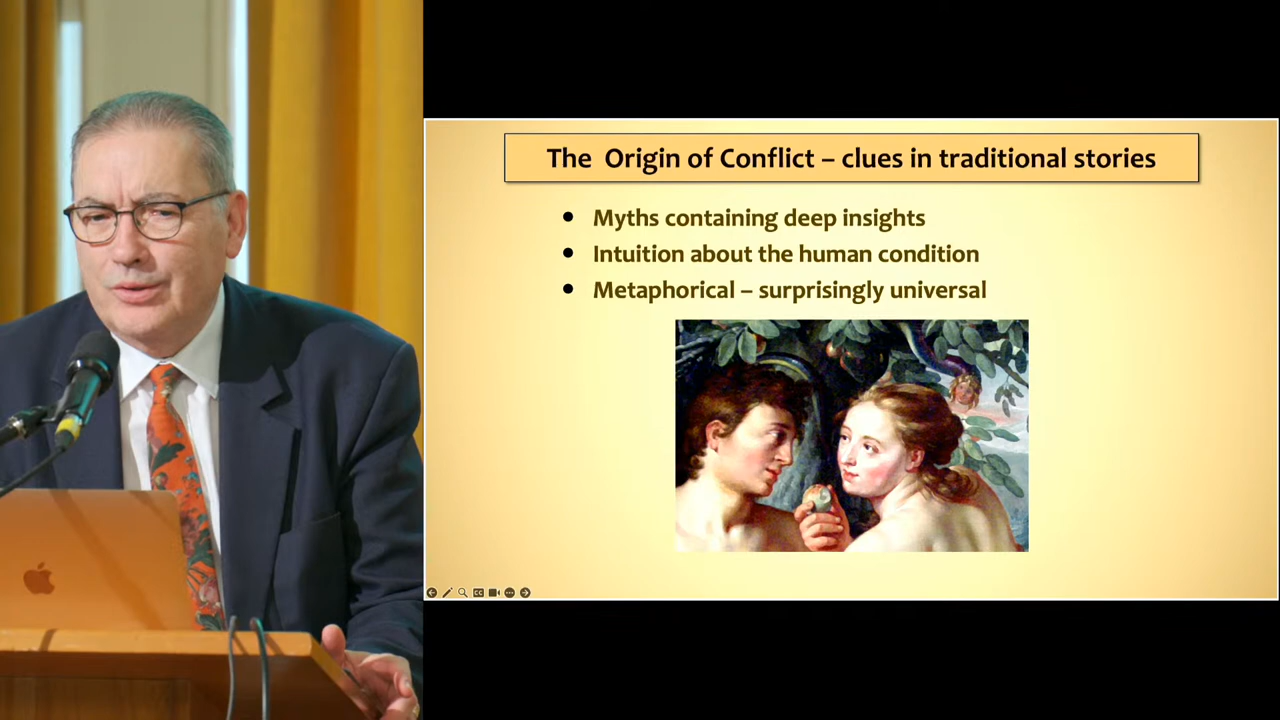 The Origin of Conflict – clues in traditional stories
● Myths containing deep insights
● Intuition about the human condition
● Metaphorical – surprisingly universal